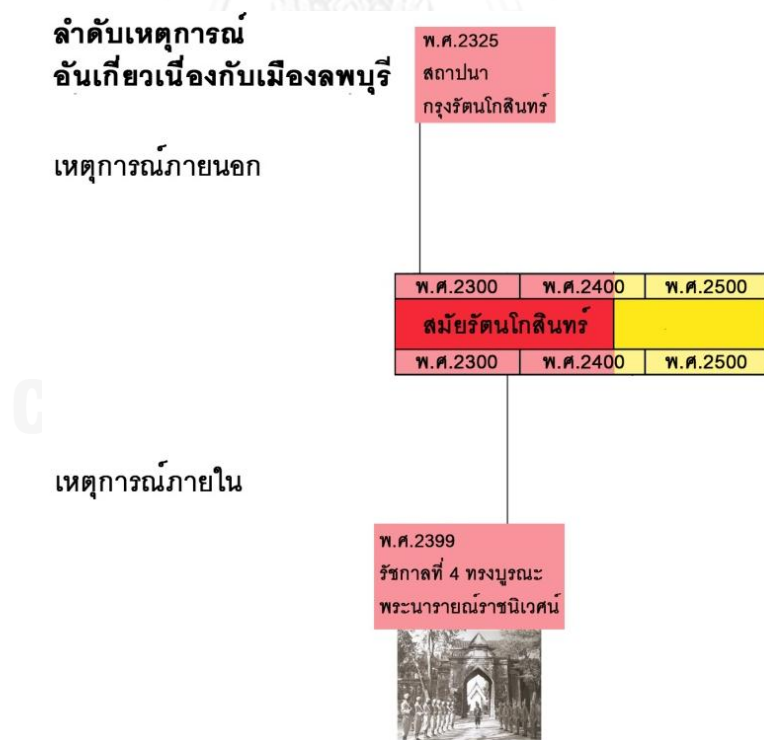 ลำดับเหตุการณ์
อันเกี่ยวเนื่องกับเมืองลพบุรี
พ.ศ.2325
สถาปนา
กรุงรัตนโกสินทร์
เหตุการณ์ภายนอก
พ.ศ.2300 พ.ศ.2400 พ.ศ.2500
สมัยรัตนโกสินทร์
พ.ศ.2300 พ.ศ.2400 พ.ศ.2500
เหตุการณ์ภายใน
พ.ศ.2399
รัชกาลที่ 4 ทรงบูรณะ
พระนารายณ์ราชนิเวศน์